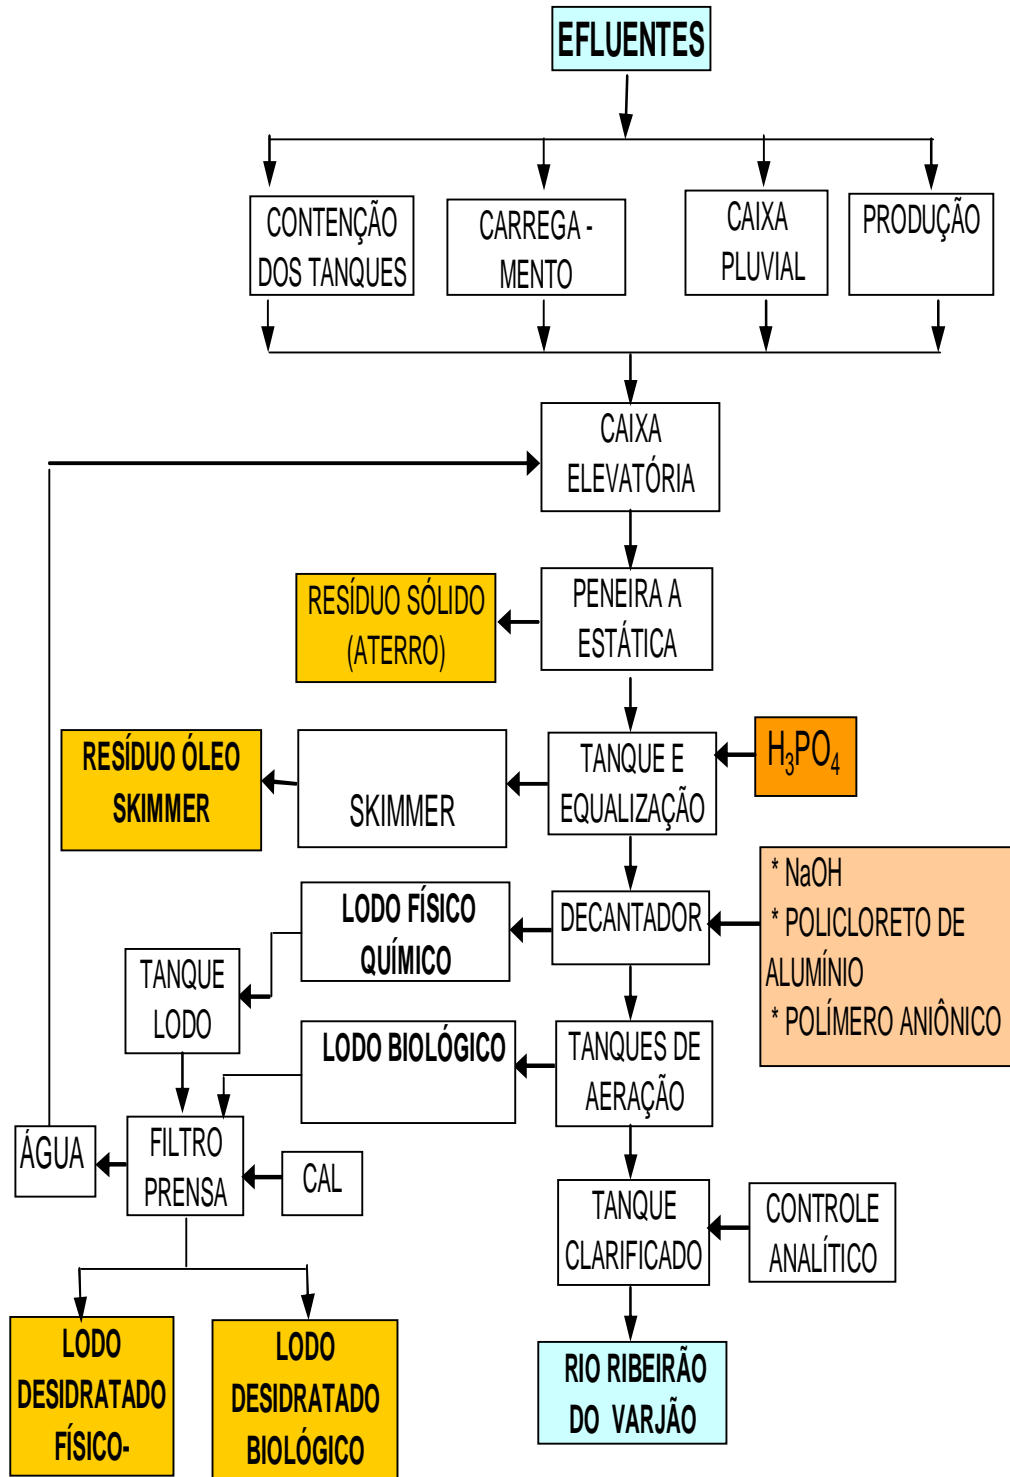 EFLUENTES
CONTENÇÃO
DOS TANQUES
CARREGA -
MENTO
CAIXA
PLUVIAL
PRODUÇÃO
CAIXA
ELEVATÓRIA
PENEIRA A
ESTÁTICA
RESÍDUO SÓLIDO
(ATERRO)
TANQUE E
EQUALIZAÇÃO
H₃PO₄
SKIMMER
RESÍDUO ÓLEO
SKIMMER
DECANTADOR
* NaOH
* POLICLORETO DE
ALUMÍNIO
* POLÍMERO ANIÔNICO
LODO FÍSICO
QUÍMICO
TANQUE
LODO
TANQUES DE
AERAÇÃO
LODO BIOLÓGICO
FILTRO
PRENSA
ÁGUA
CAL
TANQUE
CLARIFICADO
CONTROLE
ANALÍTICO
LODO
DESIDRATADO
FÍSICO-
LODO
DESIDRATADO
BIOLÓGICO
RIO RIBEIRÃO
DO VARJÃO